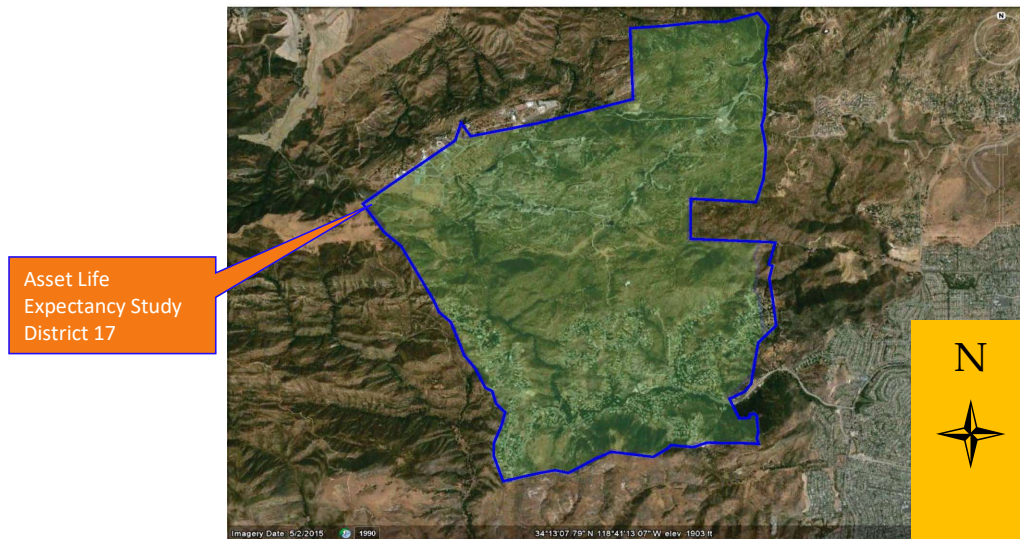 N
Asset Life
Expectancy Study
District 17
N
Imagery Date: 5/2/2015
1990
34°13'07.79" N 118°41'13.07" W elev 1903 ft